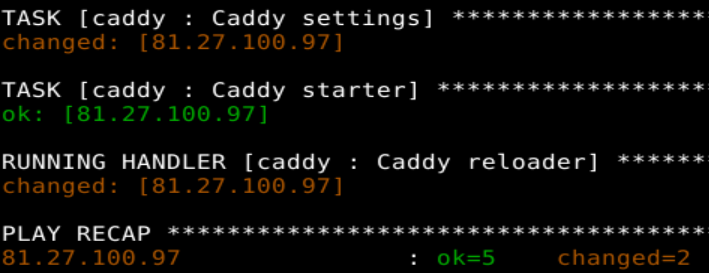 TASK [caddy : Caddy settings] ******************
changed: [81.27.100.97]
TASK [caddy : Caddy starter] *******************
ok: [81.27.100.97]
RUNNING HANDLER [caddy : Caddy reloader] ******
changed: [81.27.100.97]
PLAY RECAP *************************************
81.27.100.97 : ok=5 changed=2